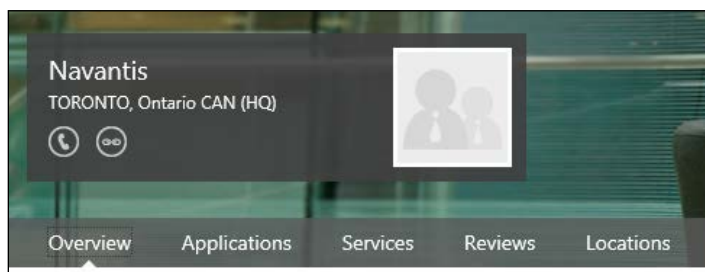 Navantis
TORONTO, Ontario CAN (HQ)
Overview Applications Services Reviews Locations